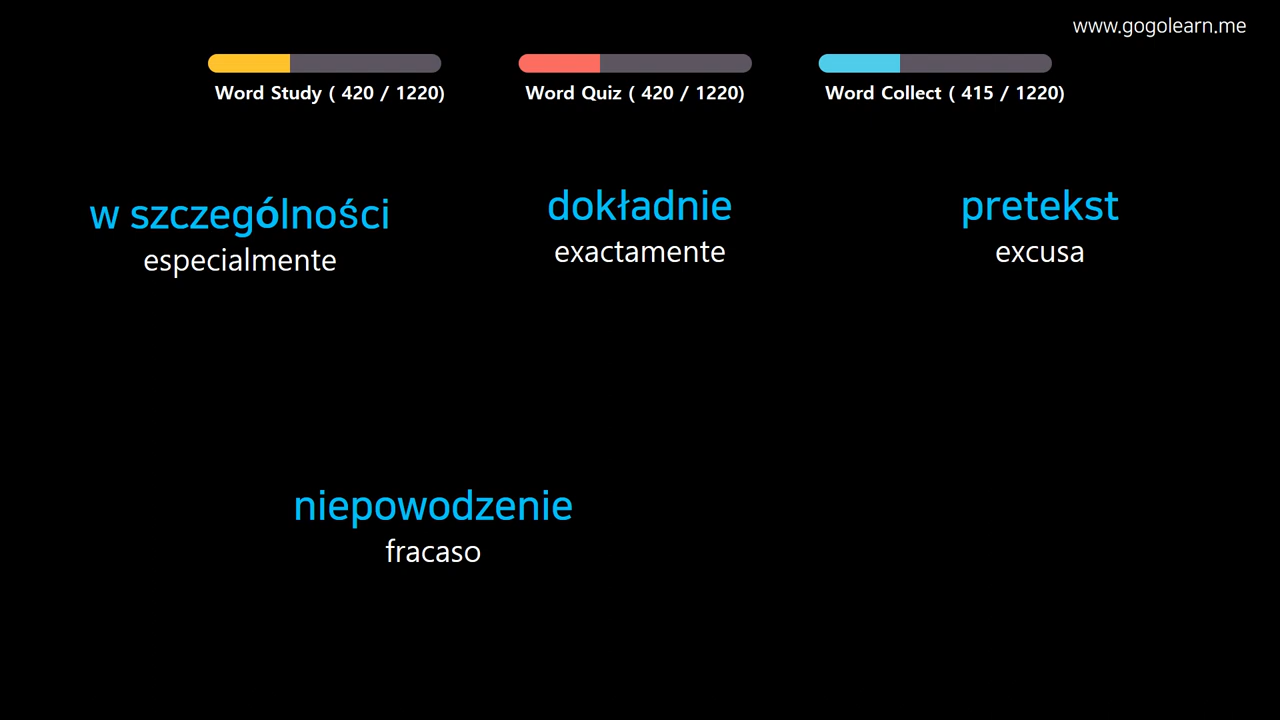 www.gogolearn.me
Word Study ( 420 / 1220)
Word Quiz ( 420 / 1220)
Word Collect ( 415 / 1220)
w szczególności
especialmente
dokładnie
exactamente
pretekst
excusa
niepowodzenie
fracaso